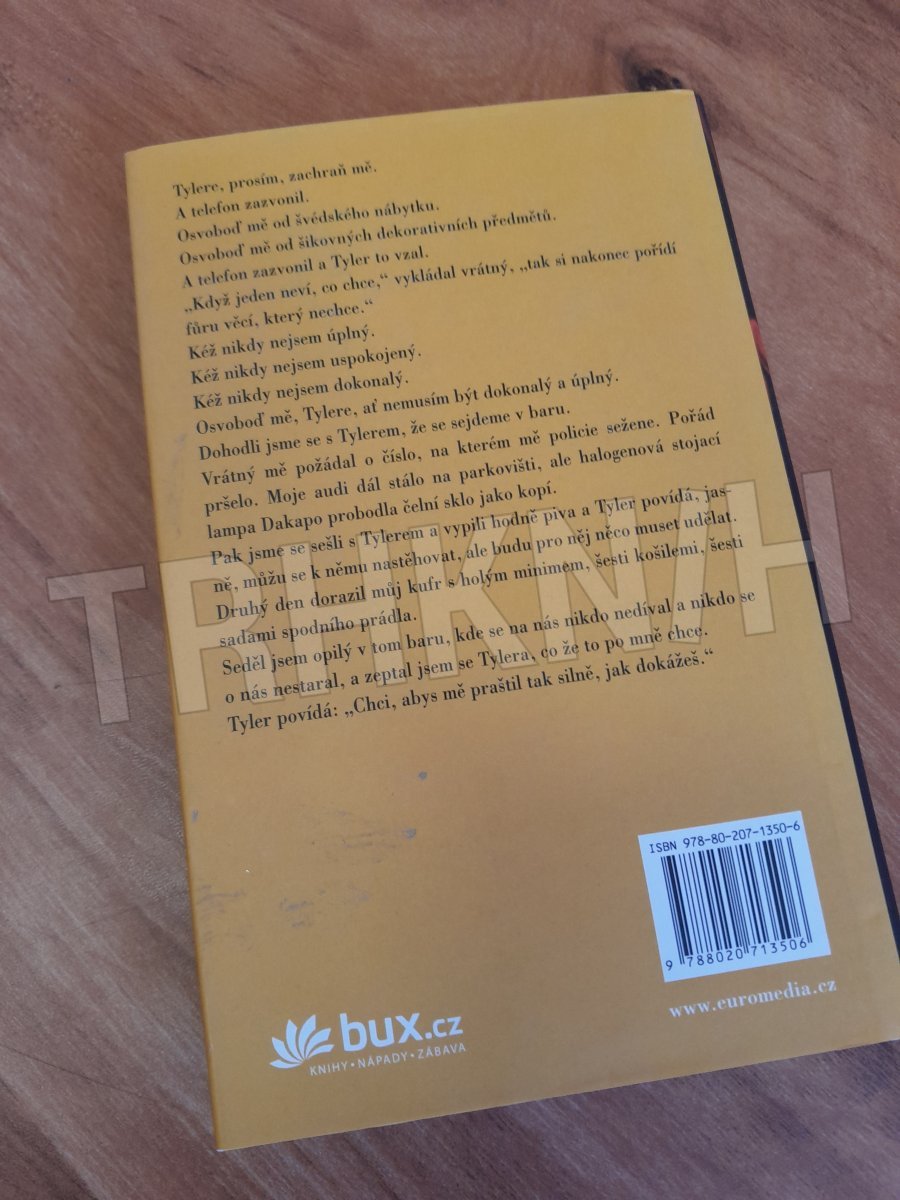 Tylere, prosím, zachraň mě.
A telefon zazvonil.
Osvoboď mě od švédského nábytku.
Osvoboď mě od šikovných dekorativních předmětů.
A telefon zazvonil a Tyler to vzal.
„Když jeden neví, co chce,“ vykládal vrátný, „tak si nakonec pořídí
fůru věcí, který nechce.“
Kéž nikdy nejsem úplný.
Kéž nikdy nejsem uspokojený.
Kéž nikdy nejsem dokonalý.
Osvoboď mě, Tylere, ať nemusím být dokonalý a úplný.
Dohodli jsme se s Tylerem, že se sejdeme v baru.
Vrátný mě požádal o číslo, na kterém mě policie sežene. Pořád
pršelo. Moje audi dál stálo na parkovišti, ale halogenová stojací
lampa Dakapo probodla čelní sklo jako kopí.
Pak jsme se sešli s Tylerem a vypili hodně piva a Tyler povídá, jas-
ně, můžu se k němu nastěhovat, ale budu pro něj něco muset udělat.
Druhý den dorazil můj kufr s holým minimem, šesti košilemi, šesti
sadami spodního prádla.
Seděl jsem opilý v tom baru, kde se na nás nikdo nedíval a nikdo se
o nás nestaral, a zeptal jsem se Tylera, co že to po mně chce.
Tyler povídá: „Chci, abys mě praštil tak silně, jak dokážeš.“
TRHKNIH
ISBN 978-80-207-1350-6
9 788020 713506
www.euromedia.cz
bux.cz
KNIHY • NÁPADY • ZÁBAVA